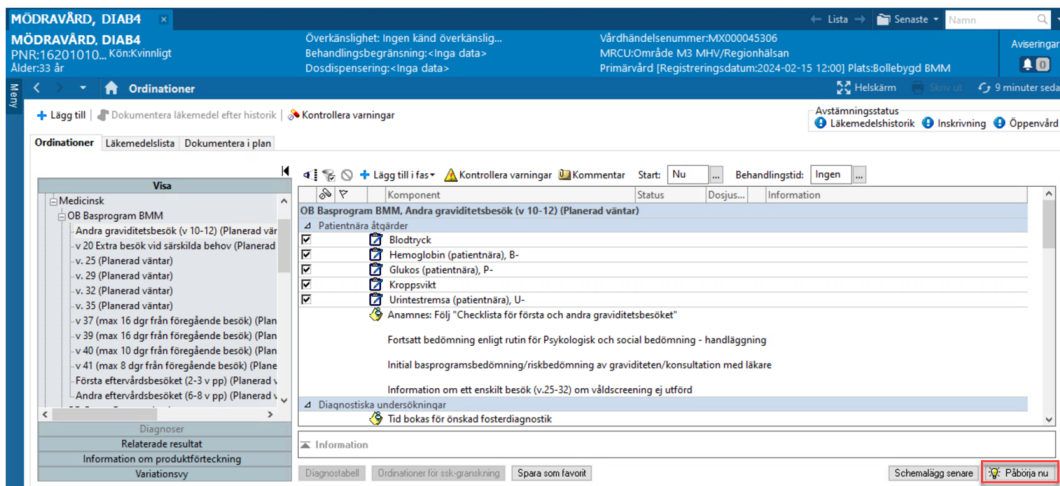 MÖDRAVÅRD, DIAB4 ×
← Lista → Senaste Namn
MÖDRAVÅRD, DIAB4
Överkänslighet: Ingen känd överkänslig...
Vårdhändelsenummer:MX000045306
PNR:16201010... Kön:Kvinnligt
Behandlingsbegränsning:<Inga data>
MRCU:Område M3 MHV/Regionhälsan
Aviseringar
Ålder:33 år
Dosdispensering:<Inga data>
Primärvård [Registreringsdatum:2024-02-15 12:00] Plats:Bollebygd BMM
0
Meny
Ordinationer
Helskärm
Skriv ut
9 minuter seda
Lägg till
Dokumentera läkemedel efter historik
Kontrollera varningar
Avstämningsstatus
Läkemedelshistorik Inskrivning Öppenvård
Ordinationer Läkemedelslista Dokumentera i plan
Lägg till i fas Kontrollera varningar Kommentar Start: Nu ... Behandlingstid: Ingen ...
Visa
Medicinsk
OB Basprogram BMM
Andra graviditetsbesök (v 10-12) (Planerad vär
v 20 Extra besök vid särskilda behov (Planerad
v. 25 (Planerad väntar)
v. 29 (Planerad väntar)
v. 32 (Planerad väntar)
v. 35 (Planerad väntar)
v 37 (max 16 dgr från föregående besök) (Plan
v 39 (max 16 dgr från föregående besök) (Plan
v 40 (max 10 dgr från föregående besök) (Plan
v 41 (max 8 dgr från föregående besök) (Plane
Första eftervårdsbesöket (2-3 v pp) (Planerad v
Andra eftervårdsbesöket (6-8 v pp) (Planerad v
Diagnoser
Relaterade resultat
Information om produktförteckning
Variationsvy
Komponent Status Dosjus... Information
OB Basprogram BMM, Andra graviditetsbesök (v 10-12) (Planerad väntar)
Patientnära åtgärder
Blodtryck
Hemoglobin (patientnära), B-
Glukos (patientnära), P-
Kroppsvikt
Urintestremsa (patientnära), U-
Anamnes: Följ "Checklista för första och andra graviditetsbesöket"
Fortsatt bedömning enligt rutin för Psykologisk och social bedömning - handläggning
Initial basprogramsbedömning/riskbedömning av graviditeten/konsultation med läkare
Information om ett enskilt besök (v.25-32) om våldscreening ej utförd
Diagnostiska undersökningar
Tid bokas för önskad fosterdiagnostik
Information
Diagnostabell
Ordinationer för ssk-granskning
Spara som favorit
Schemalägg senare
Påbörja nu